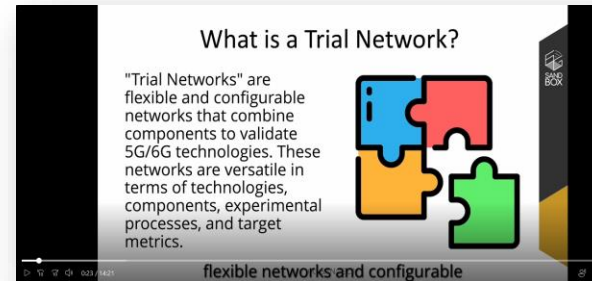 What is a Trial Network?
"Trial Networks" are
flexible and configurable
networks that combine
components to validate
5G/6G technologies. These
networks are versatile in
terms of technologies,
components, experimental
processes, and target
metrics.
SAND
BOX
flexible networks and configurable
0:23 / 14:21